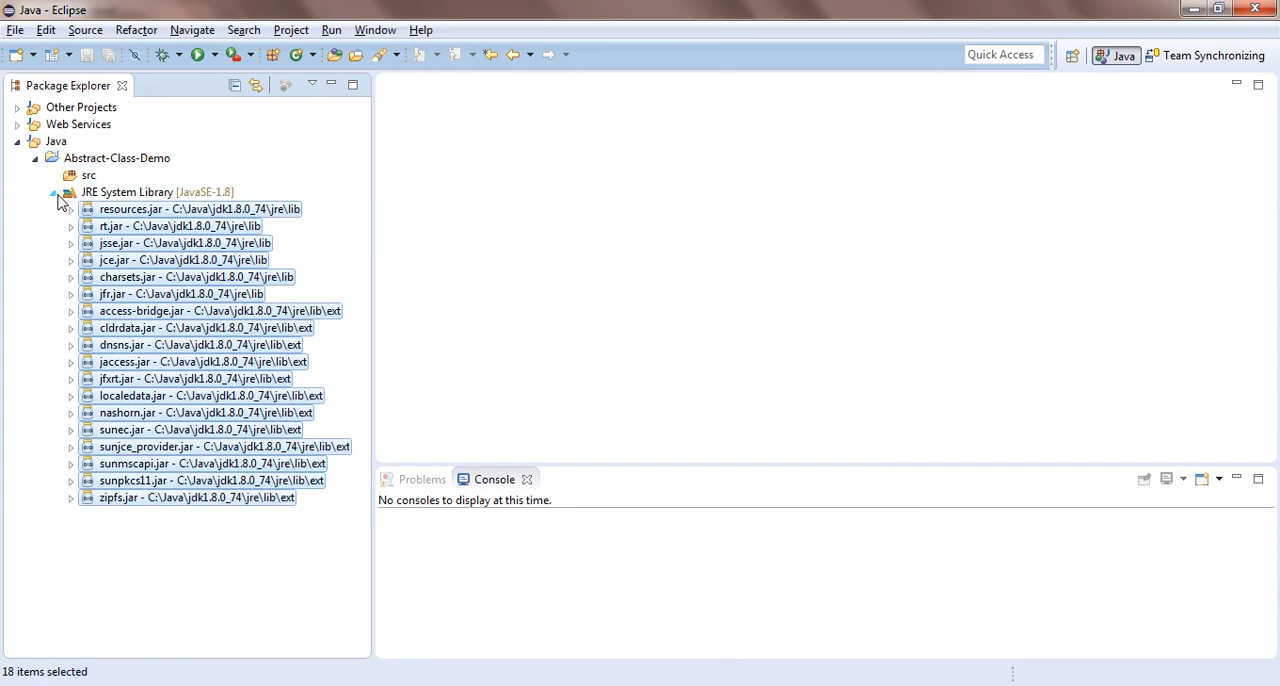 Java - Eclipse
File Edit Source Refactor Navigate Search Project Run Window Help
Quick Access Java Team Synchronizing
Package Explorer
Other Projects
Web Services
Java
Abstract-Class-Demo
src
JRE System Library [JavaSE-1.8]
resources.jar - C:\Java\jdk1.8.0_74\jre\lib
rt.jar - C:\Java\jdk1.8.0_74\jre\lib
jsse.jar - C:\Java\jdk1.8.0_74\jre\lib
jce.jar - C:\Java\jdk1.8.0_74\jre\lib
charsets.jar - C:\Java\jdk1.8.0_74\jre\lib
jfr.jar - C:\Java\jdk1.8.0_74\jre\lib
access-bridge.jar - C:\Java\jdk1.8.0_74\jre\lib\ext
cldrdata.jar - C:\Java\jdk1.8.0_74\jre\lib\ext
dnsns.jar - C:\Java\jdk1.8.0_74\jre\lib\ext
jaccess.jar - C:\Java\jdk1.8.0_74\jre\lib\ext
jfxrt.jar - C:\Java\jdk1.8.0_74\jre\lib\ext
localedata.jar - C:\Java\jdk1.8.0_74\jre\lib\ext
nashorn.jar - C:\Java\jdk1.8.0_74\jre\lib\ext
sunec.jar - C:\Java\jdk1.8.0_74\jre\lib\ext
sunjce_provider.jar - C:\Java\jdk1.8.0_74\jre\lib\ext
sunmscapi.jar - C:\Java\jdk1.8.0_74\jre\lib\ext
sunpkcs11.jar - C:\Java\jdk1.8.0_74\jre\lib\ext
zipfs.jar - C:\Java\jdk1.8.0_74\jre\lib\ext
Problems Console
No consoles to display at this time.
18 items selected